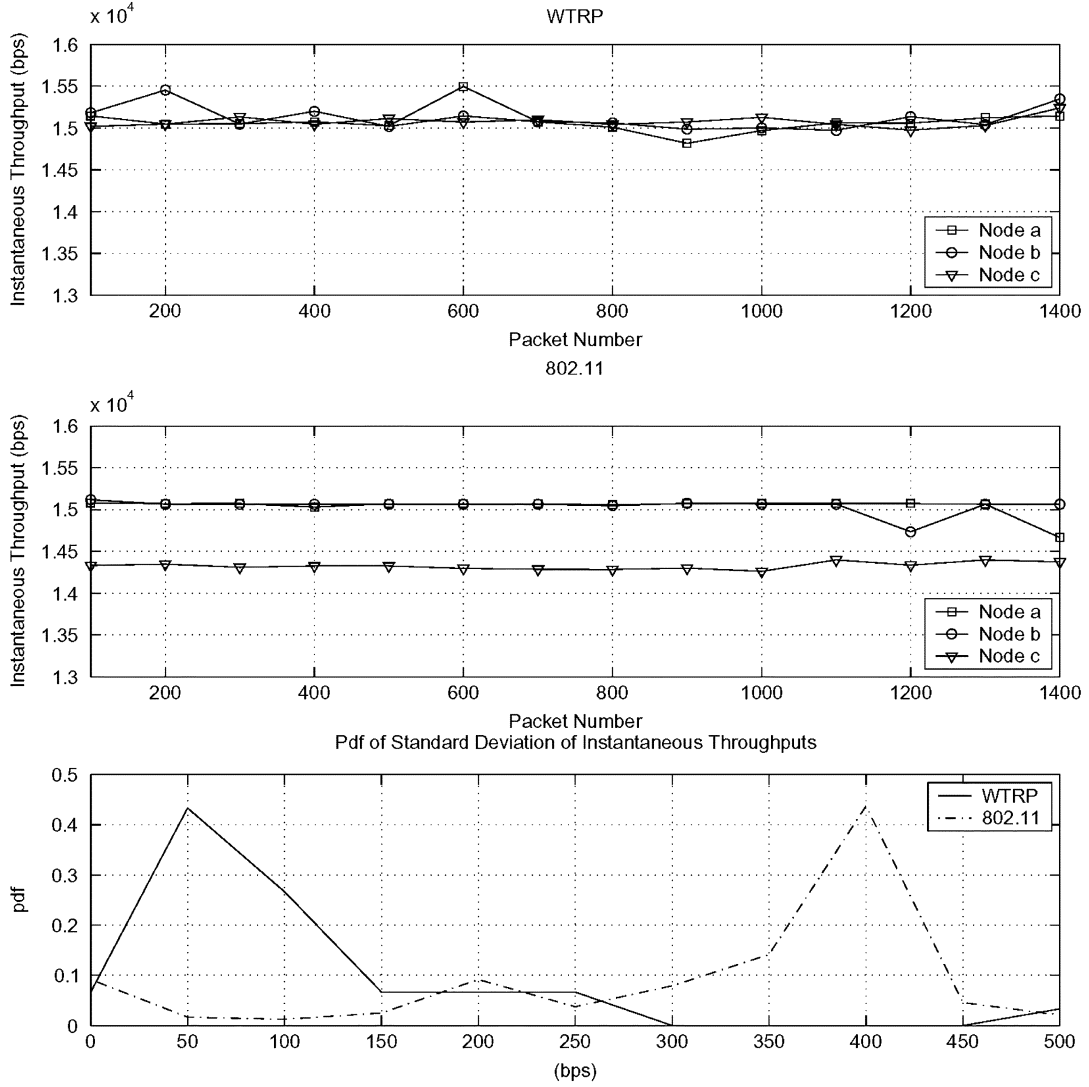 x 10^4
WTRP
Instantaneous Throughput (bps)
1.6
1.55
1.5
1.45
1.4
1.35
1.3
Node a
Node b
Node c
200 400 600 800 1000 1200 1400
Packet Number
802.11
x 10^4
Instantaneous Throughput (bps)
1.6
1.55
1.5
1.45
1.4
1.35
1.3
Node a
Node b
Node c
200 400 600 800 1000 1200 1400
Packet Number
Pdf of Standard Deviation of Instantaneous Throughputs
pdf
0.5
0.4
0.3
0.2
0.1
0
WTRP
802.11
0 50 100 150 200 250 300 350 400 450 500
(bps)